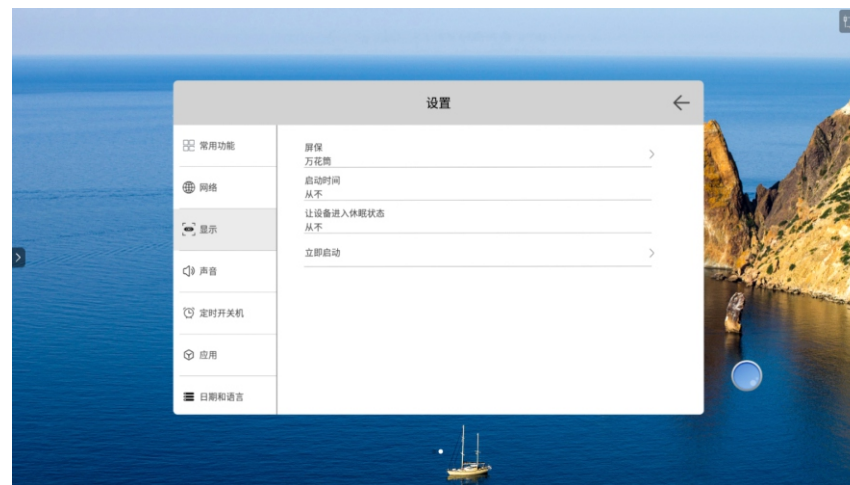 设置
常用功能
网络
显示
声音
定时开关机
应用
日期和语言
屏保
万花筒
启动时间
从不
让设备进入休眠状态
从不
立即启动